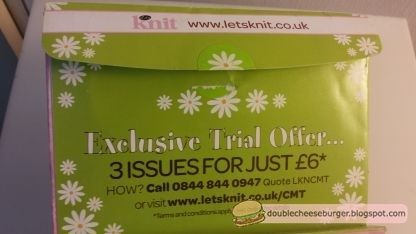 let's knit www.letsknit.co.uk
Exclusive Trial Offer...
3 ISSUES FOR JUST £6*
HOW? Call 0844 844 0947 Quote LKNCMT
or visit www.letsknit.co.uk/CMT
*Terms and conditions apply
doublecheeseburger.blogspot.com